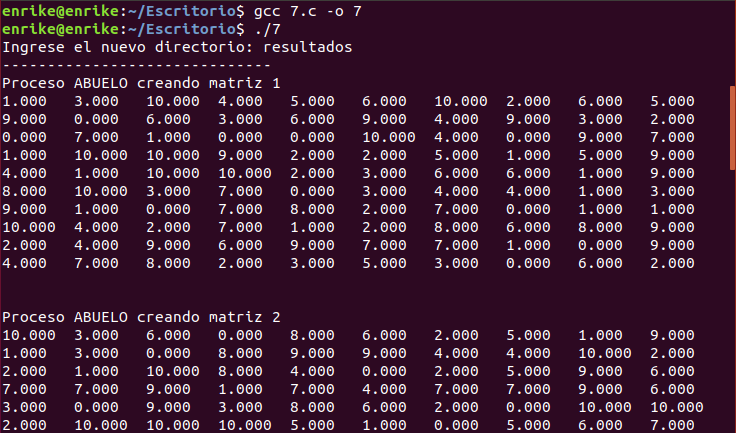 enrike@enrike:~/Escritorio$ gcc 7.c -o 7
enrike@enrike:~/Escritorio$ ./7
Ingrese el nuevo directorio: resultados
------------------------------
Proceso ABUELO creando matriz 1
1.000 3.000 10.000 4.000 5.000 6.000 10.000 2.000 6.000 5.000
9.000 0.000 6.000 3.000 6.000 9.000 4.000 9.000 3.000 2.000
0.000 7.000 1.000 0.000 0.000 10.000 4.000 0.000 9.000 7.000
1.000 10.000 10.000 9.000 2.000 2.000 5.000 1.000 5.000 9.000
4.000 1.000 10.000 10.000 2.000 3.000 6.000 6.000 1.000 9.000
8.000 10.000 3.000 7.000 0.000 3.000 4.000 4.000 1.000 3.000
9.000 1.000 0.000 7.000 8.000 2.000 7.000 0.000 1.000 1.000
10.000 4.000 2.000 7.000 1.000 2.000 8.000 6.000 8.000 9.000
2.000 4.000 9.000 6.000 9.000 7.000 7.000 1.000 0.000 9.000
4.000 7.000 8.000 2.000 3.000 5.000 3.000 0.000 6.000 2.000
Proceso ABUELO creando matriz 2
10.000 3.000 6.000 0.000 8.000 6.000 2.000 5.000 1.000 9.000
1.000 3.000 0.000 8.000 9.000 9.000 4.000 4.000 10.000 2.000
2.000 1.000 10.000 8.000 4.000 0.000 2.000 5.000 9.000 6.000
7.000 7.000 9.000 1.000 7.000 4.000 7.000 7.000 9.000 6.000
3.000 0.000 9.000 3.000 8.000 6.000 2.000 0.000 10.000 10.000
2.000 10.000 10.000 10.000 5.000 1.000 0.000 5.000 6.000 7.000